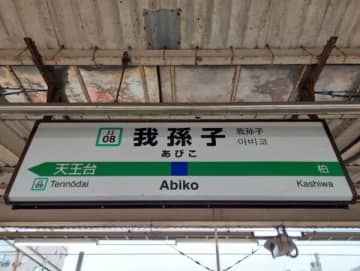 JJ
08
我孫子
我孫子
아비코
あびこ
天王台
柏
JJ
09
Tennōdai
Abiko
Kashiwa